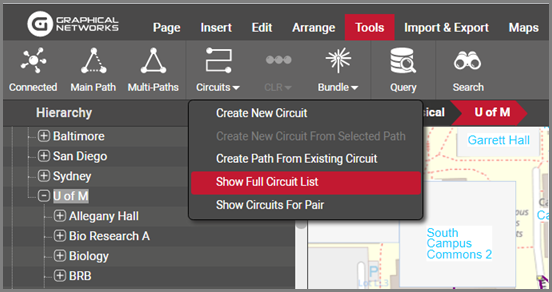 GRAPHICAL NETWORKS
Page Insert Edit Arrange Tools Import & Export Maps
Connected Main Path Multi-Paths Circuits CLR Bundle Query Search
Hierarchy
U of M
Baltimore
San Diego
Sydney
U of M
Allegany Hall
Bio Research A
Biology
BRB
Create New Circuit
Create New Circuit From Selected Path
Create Path From Existing Circuit
Show Full Circuit List
Show Circuits For Pair
Garrett Hall
South
Campus
Commons 2